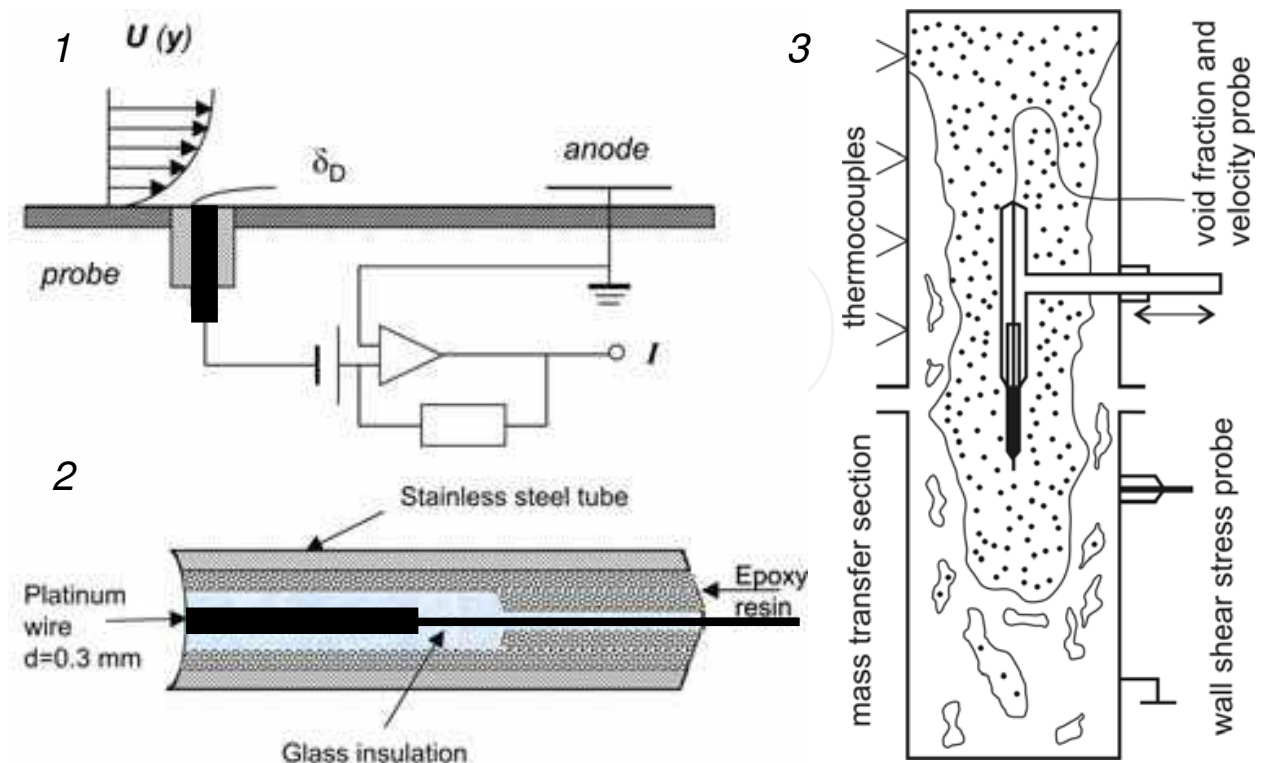 1
U (y)
δD
anode
probe
I
2
Stainless steel tube
Platinum
wire
d=0.3 mm
Epoxy
resin
Glass insulation
3
thermocouples
void fraction and
velocity probe
mass transfer section
wall shear stress probe